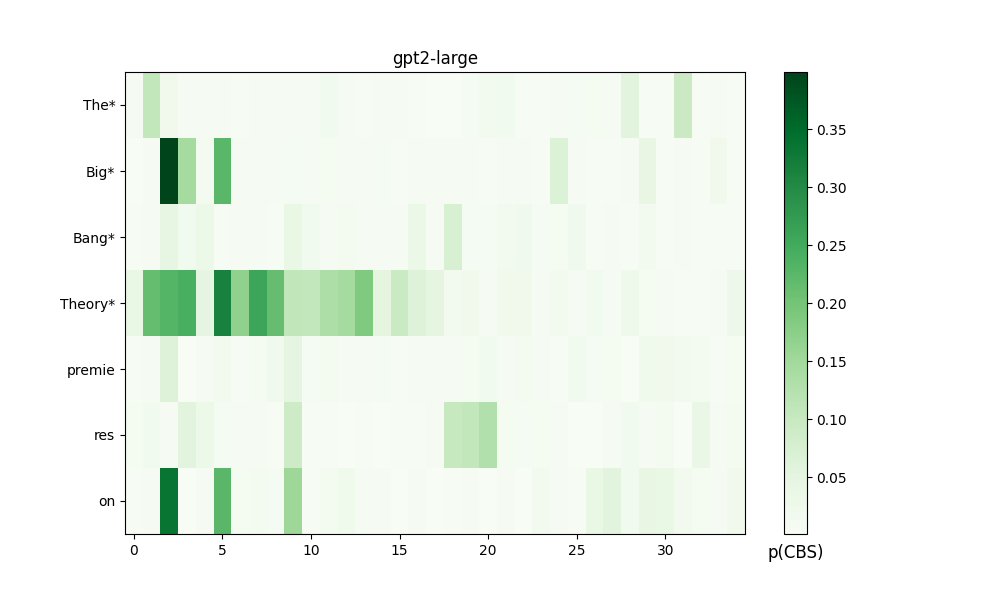 gpt2-large
The*
Big*
Bang*
Theory*
premie
res
on
0 5 10 15 20 25 30
0.35
0.30
0.25
0.20
0.15
0.10
0.05
p(CBS)